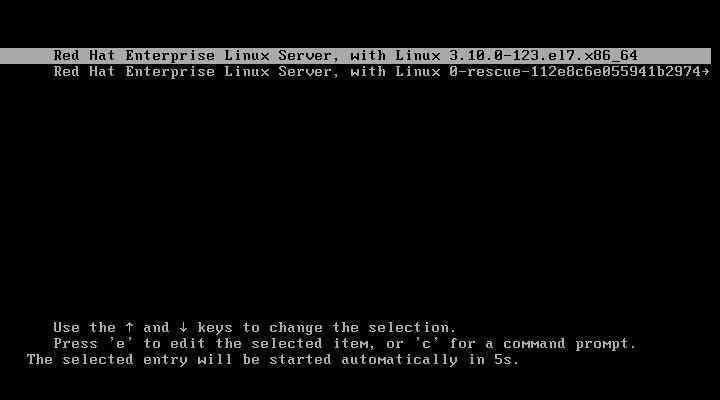 Red Hat Enterprise Linux Server, with Linux 3.10.0-123.el7.x86_64
Red Hat Enterprise Linux Server, with Linux 0-rescue-112e8c6e055941b2974→
Use the ↑ and ↓ keys to change the selection.
Press 'e' to edit the selected item, or 'c' for a command prompt.
The selected entry will be started automatically in 5s.